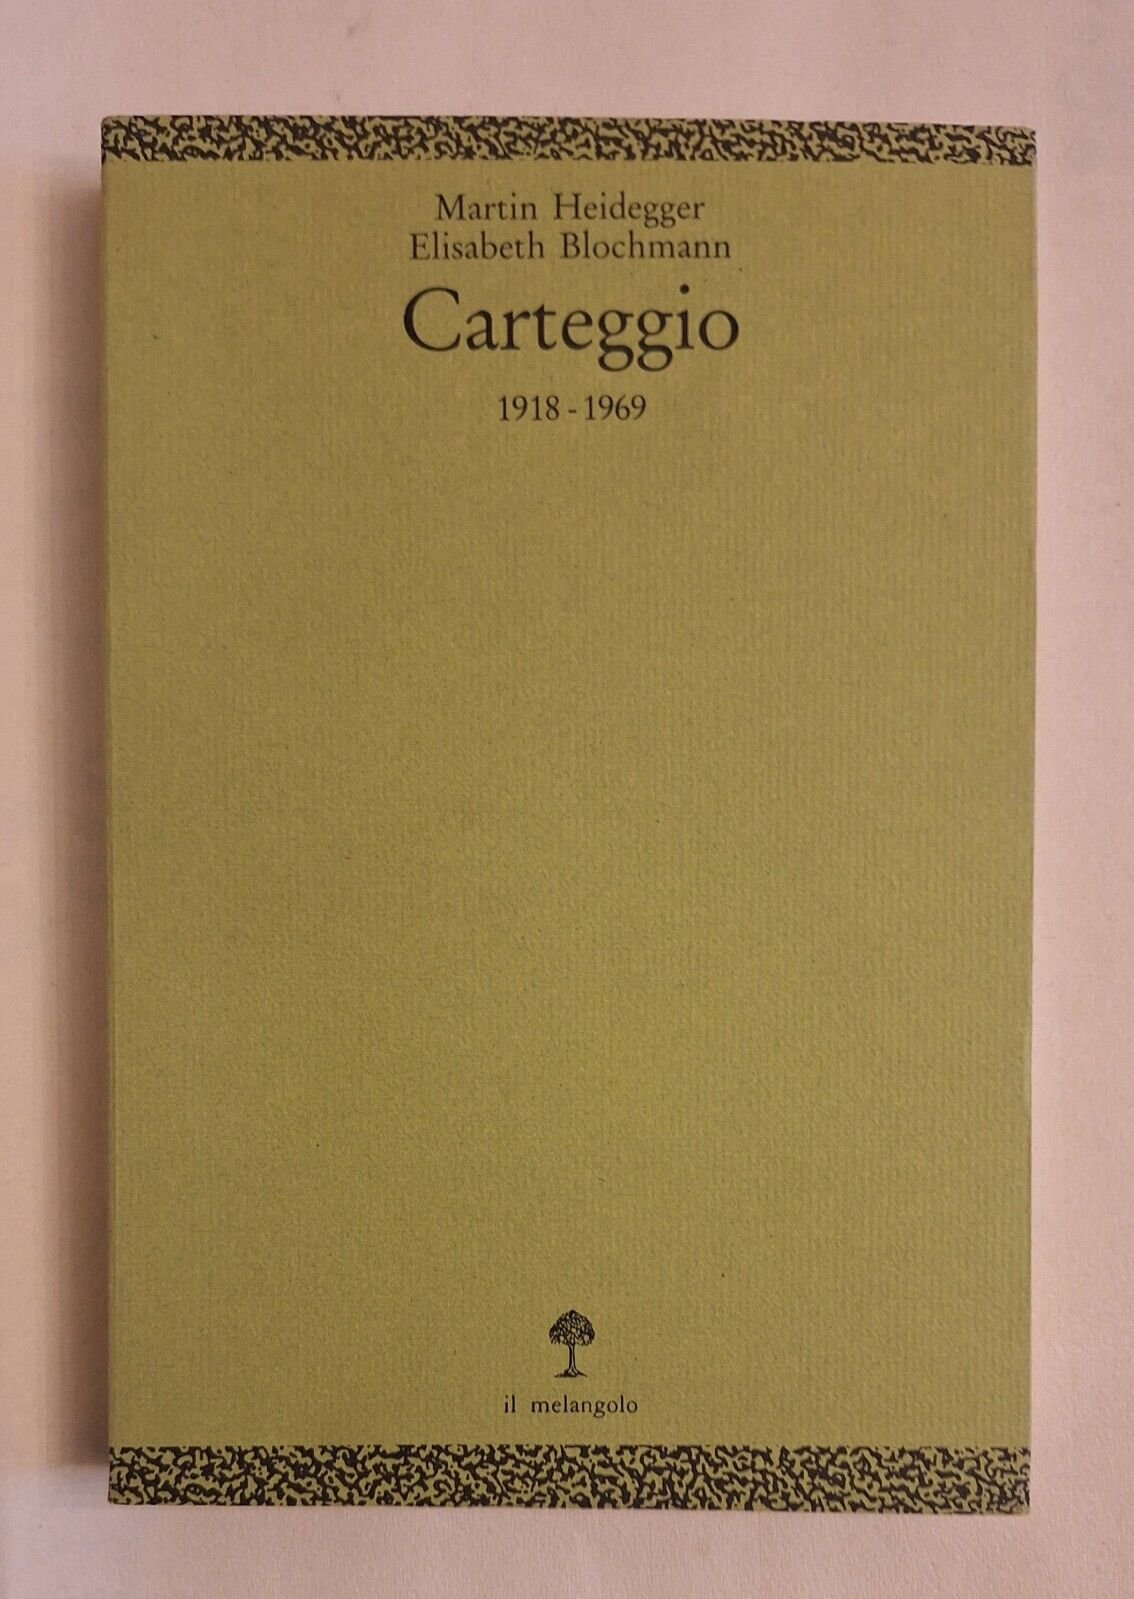 Martin Heidegger
Elisabeth Blochmann
Carteggio
1918 - 1969
il melangolo